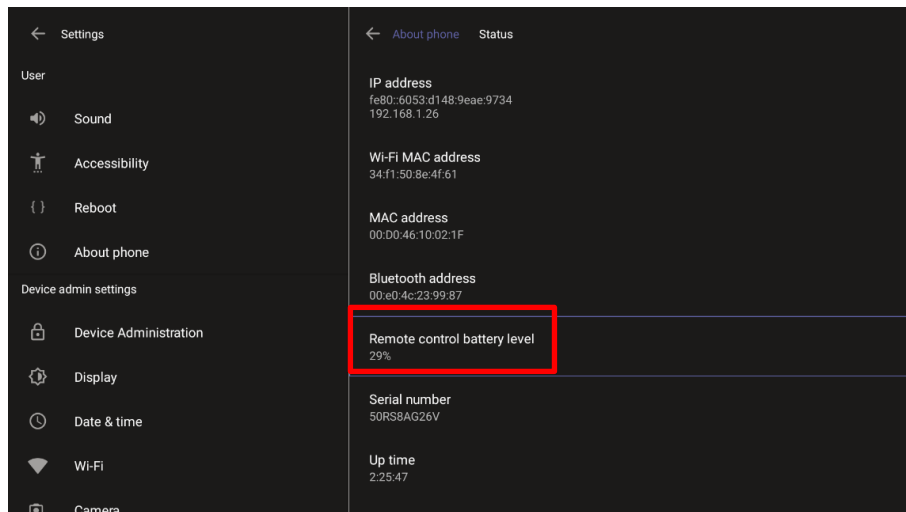 Settings
User
Sound
Accessibility
Reboot
About phone
Device admin settings
Device Administration
Display
Date & time
Wi-Fi
Camera
About phone Status
IP address
fe80::6053:d148:9eae:9734
192.168.1.26
Wi-Fi MAC address
34:f1:50:8e:4f:61
MAC address
00:D0:46:10:02:1F
Bluetooth address
00:e0:4c:23:99:87
Remote control battery level
29%
Serial number
50RS8AG26V
Up time
2:25:47